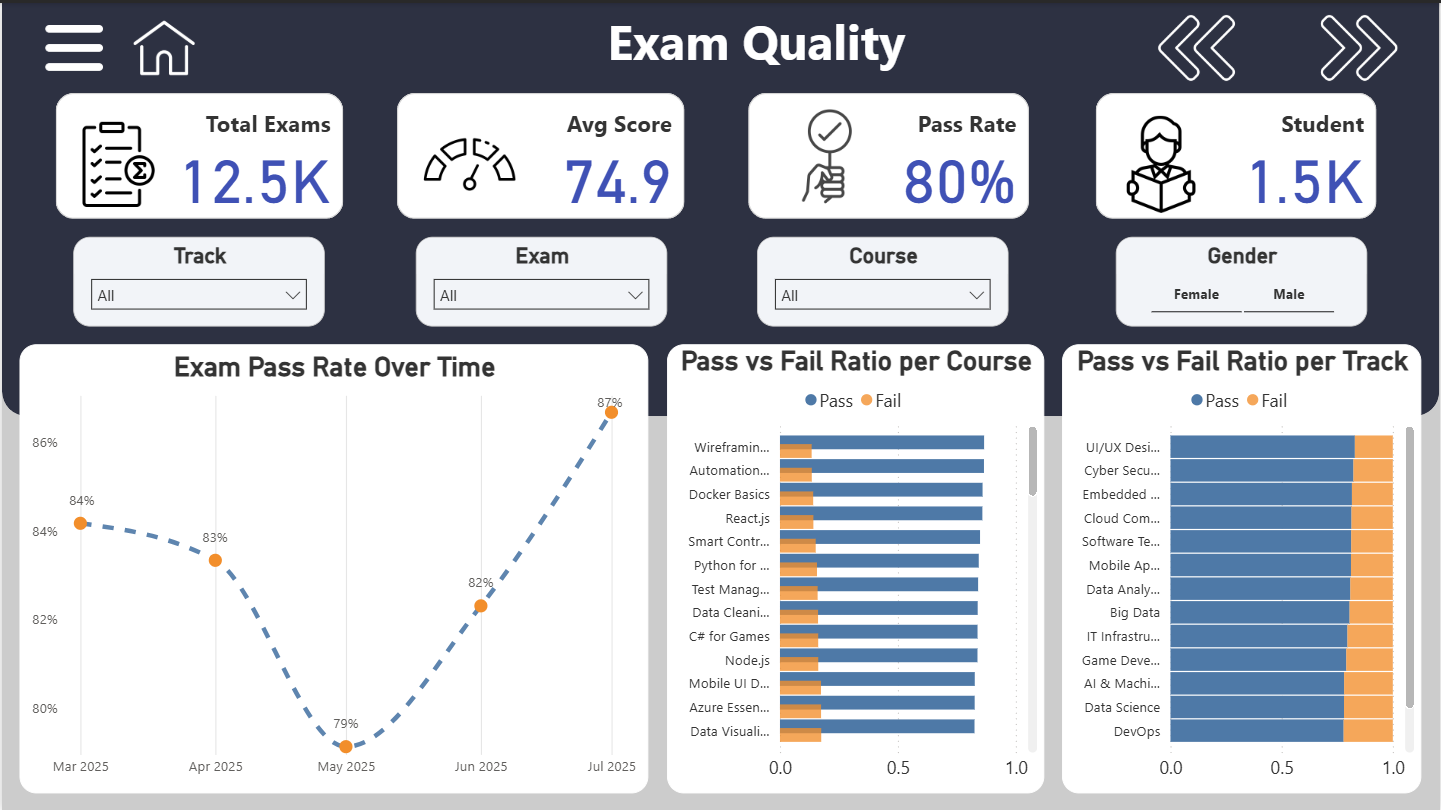 Exam Quality
Total Exams
12.5K
Avg Score
74.9
Pass Rate
80%
Student
1.5K
Track
All
Exam
All
Course
All
Gender
Female Male
Exam Pass Rate Over Time
86%
84%
82%
80%
84%
83%
79%
82%
87%
Mar 2025 Apr 2025 May 2025 Jun 2025 Jul 2025
Pass vs Fail Ratio per Course
Pass Fail
Wireframin...
Automation...
Docker Basics
React.js
Smart Contr...
Python for ...
Test Manag...
Data Cleani...
C# for Games
Node.js
Mobile UI D...
Azure Essen...
Data Visuali...
0.0 0.5 1.0
Pass vs Fail Ratio per Track
Pass Fail
UI/UX Desi...
Cyber Secu...
Embedded ...
Cloud Com...
Software Te...
Mobile Ap...
Data Analy...
Big Data
IT Infrastru...
Game Deve...
AI & Machi...
Data Science
DevOps
0.0 0.5 1.0